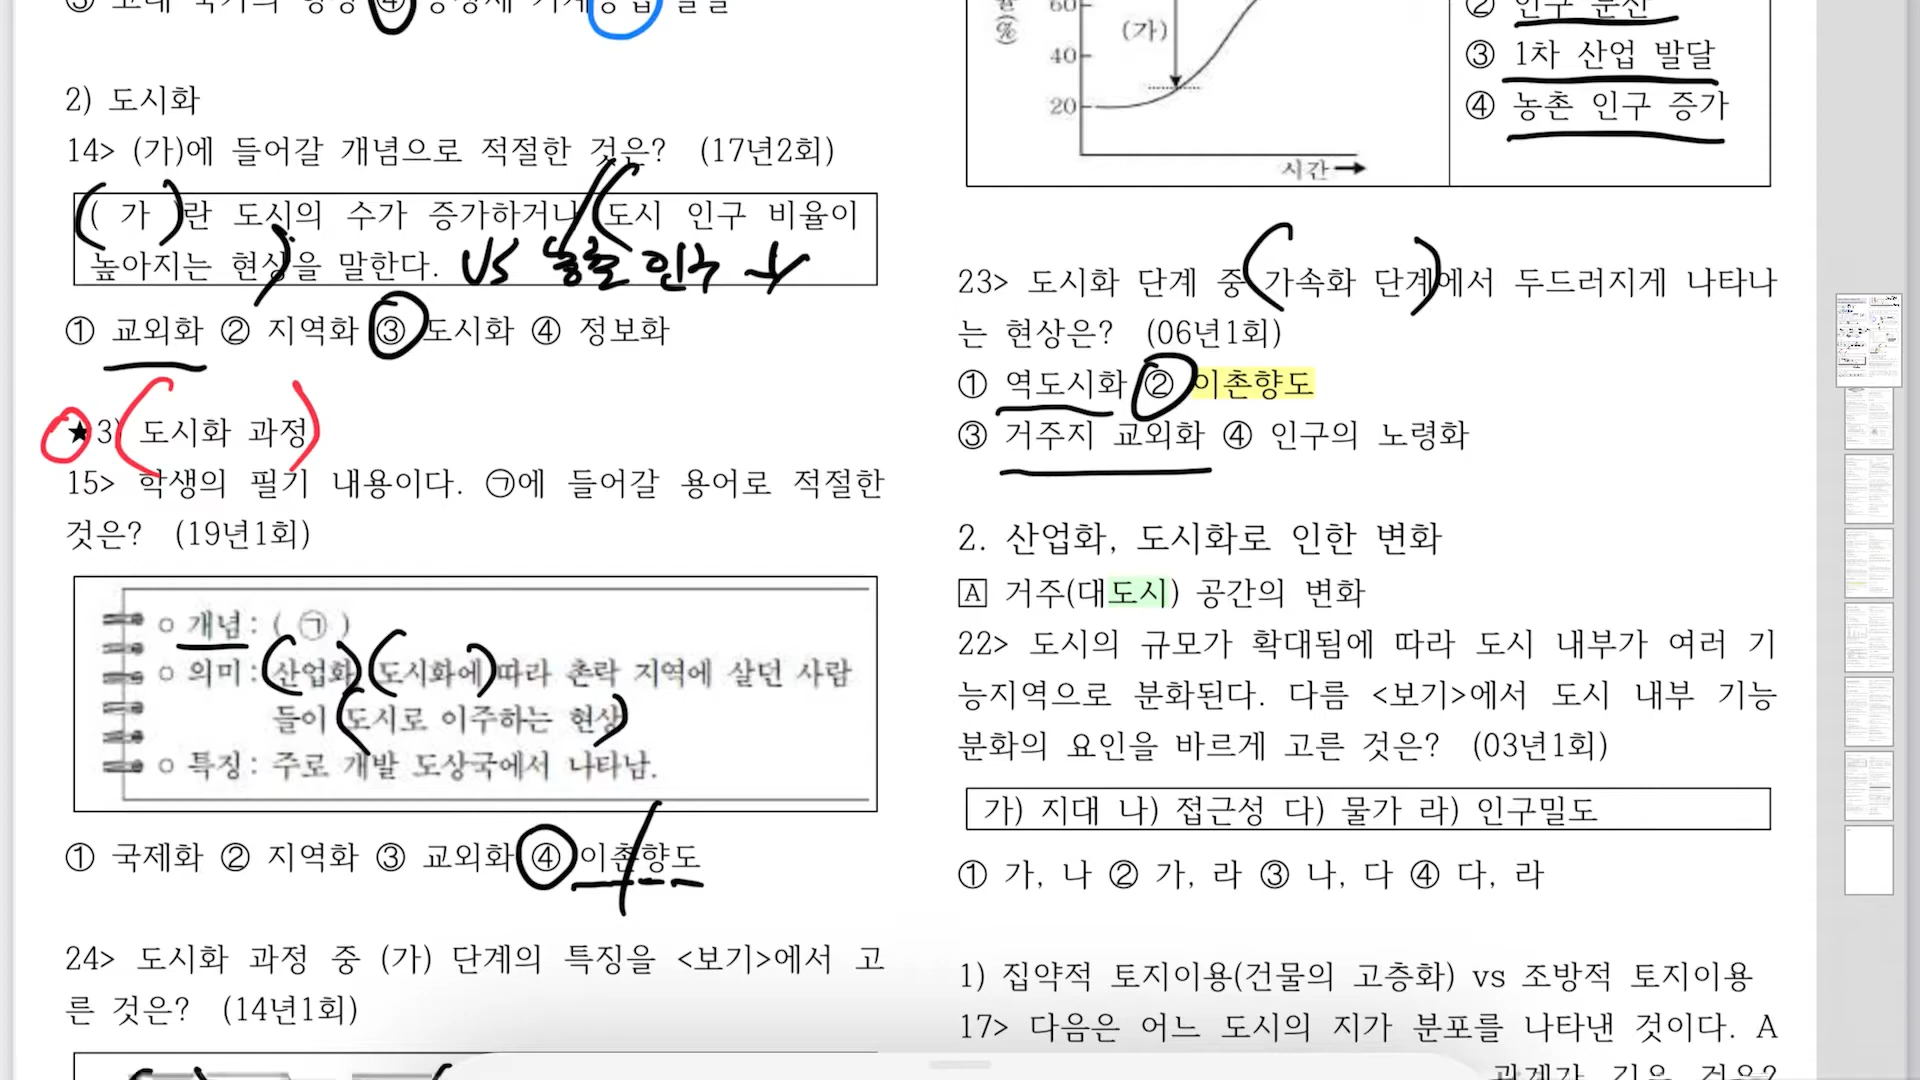 2) 도시화
14> (가)에 들어갈 개념으로 적절한 것은? (17년2회)
( 가 )란 도시의 수가 증가하거나 도시 인구 비율이
높아지는 현상을 말한다. VS 농촌 인구 ↓
① 교외화 ② 지역화 ③ 도시화 ④ 정보화
★3) 도시화 과정
15> 학생의 필기 내용이다. ㉠에 들어갈 용어로 적절한
것은? (19년1회)
○ 개념 : ( ㉠ )
○ 의미 : 산업화 도시화에 따라 촌락 지역에 살던 사람
들이 도시로 이주하는 현상
○ 특징 : 주로 개발 도상국에서 나타남.
① 국제화 ② 지역화 ③ 교외화 ④ 이촌향도
24> 도시화 과정 중 (가) 단계의 특징을 <보기>에서 고
른 것은? (14년1회)
(%)
60
(가)
40
20
시간→
② 인구 분산
③ 1차 산업 발달
④ 농촌 인구 증가
23> 도시화 단계 중 가속화 단계에서 두드러지게 나타나
는 현상은? (06년1회)
① 역도시화 ② 이촌향도
③ 거주지 교외화 ④ 인구의 노령화
2. 산업화, 도시화로 인한 변화
A 거주(대도시) 공간의 변화
22> 도시의 규모가 확대됨에 따라 도시 내부가 여러 기
능지역으로 분화된다. 다름 <보기>에서 도시 내부 기능
분화의 요인을 바르게 고른 것은? (03년1회)
가) 지대 나) 접근성 다) 물가 라) 인구밀도
① 가, 나 ② 가, 라 ③ 나, 다 ④ 다, 라
1) 집약적 토지이용(건물의 고층화) vs 조방적 토지이용
17> 다음은 어느 도시의 지가 분포를 나타낸 것이다. A